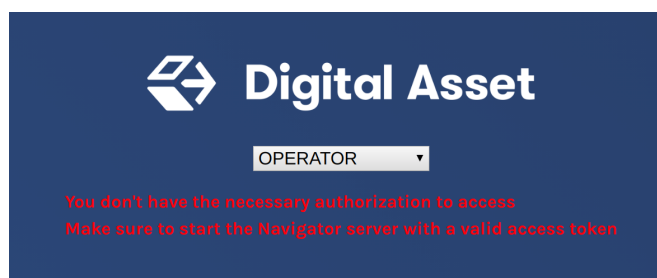 Digital Asset
OPERATOR
You don't have the necessary authorization to access
Make sure to start the Navigator server with a valid access token